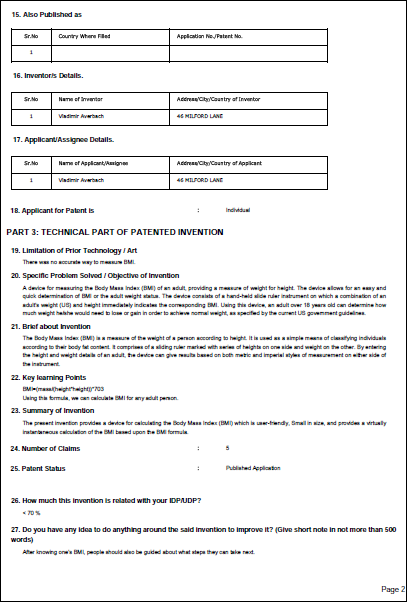 15. Also Published as
Sr.No Country Where Filed Application No./Patent No.
1
16. Inventor/s Details.
Sr.No Name of Inventor Address/City/Country of Inventor
1 Vladimir Averbach 46 MILFORD LANE
17. Applicant/Assignee Details.
Sr.No Name of Applicant/Assignee Address/City/Country of Applicant
1 Vladimir Averbach 46 MILFORD LANE
18. Applicant for Patent is : Individual
PART 3: TECHNICAL PART OF PATENTED INVENTION
19. Limitation of Prior Technology / Art
There was no accurate way to measure BMI.
20. Specific Problem Solved / Objective of Invention
A device for measuring the Body Mass Index (BMI) of an adult, providing a measure of weight for height. The device allows for an easy and
quick determination of BMI or the adult weight status. The device consists of a hand-held slide ruler instrument on which a combination of an
adult's weight (US) and height immediately indicates the corresponding BMI. Using this device, an adult over 18 years old can determine how
much weight he/she would need to lose or gain in order to achieve normal weight, as specified by the current US government guidelines.
21. Brief about Invention
The Body Mass Index (BMI) is a measure of the weight of a person according to height. It is used as a simple means of classifying individuals
according to their body fat content. It comprises of a sliding ruler marked with series of heights on one side and weight on the other. By entering
the height and weight details of an adult, the device can give results based on both metric and imperial styles of measurement on either side of
the instrument.
22. Key learning Points
BMI=(mass/(height*height))*703
Using this formula, we can calculate BMI for any adult person.
23. Summary of Invention
The present invention provides a device for calculating the Body Mass Index (BMI) which is user-friendly, Small in size, and provides a virtually
instantaneous calculation of the BMI based upon the BMI formula.
24. Number of Claims : 5
25. Patent Status : Published Application
26. How much this invention is related with your IDP/UDP?
< 70 %
27. Do you have any idea to do anything around the said invention to improve it? (Give short note in not more than 500
words)
After knowing one's BMI, people should also be guided about what steps they can take next.
Page 2